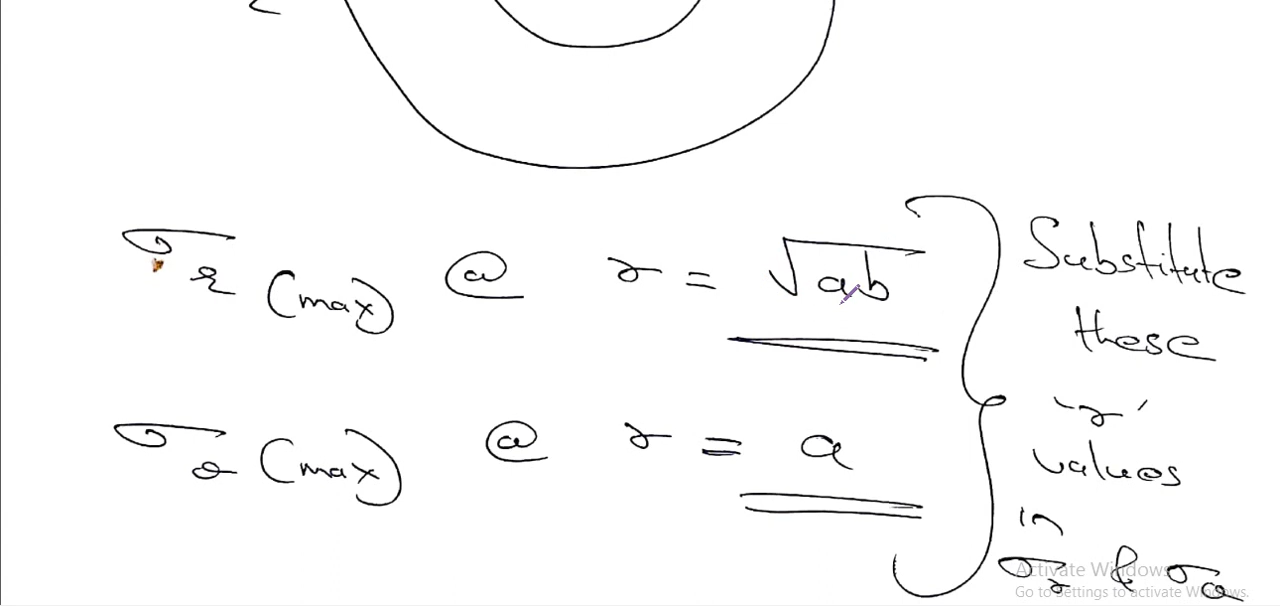 σr (max) @ r = √ab
σθ (max) @ r = a
Substitute
these
'r'
values
in
σr & σθ
Activate Windows
Go to Settings to activate Windows.